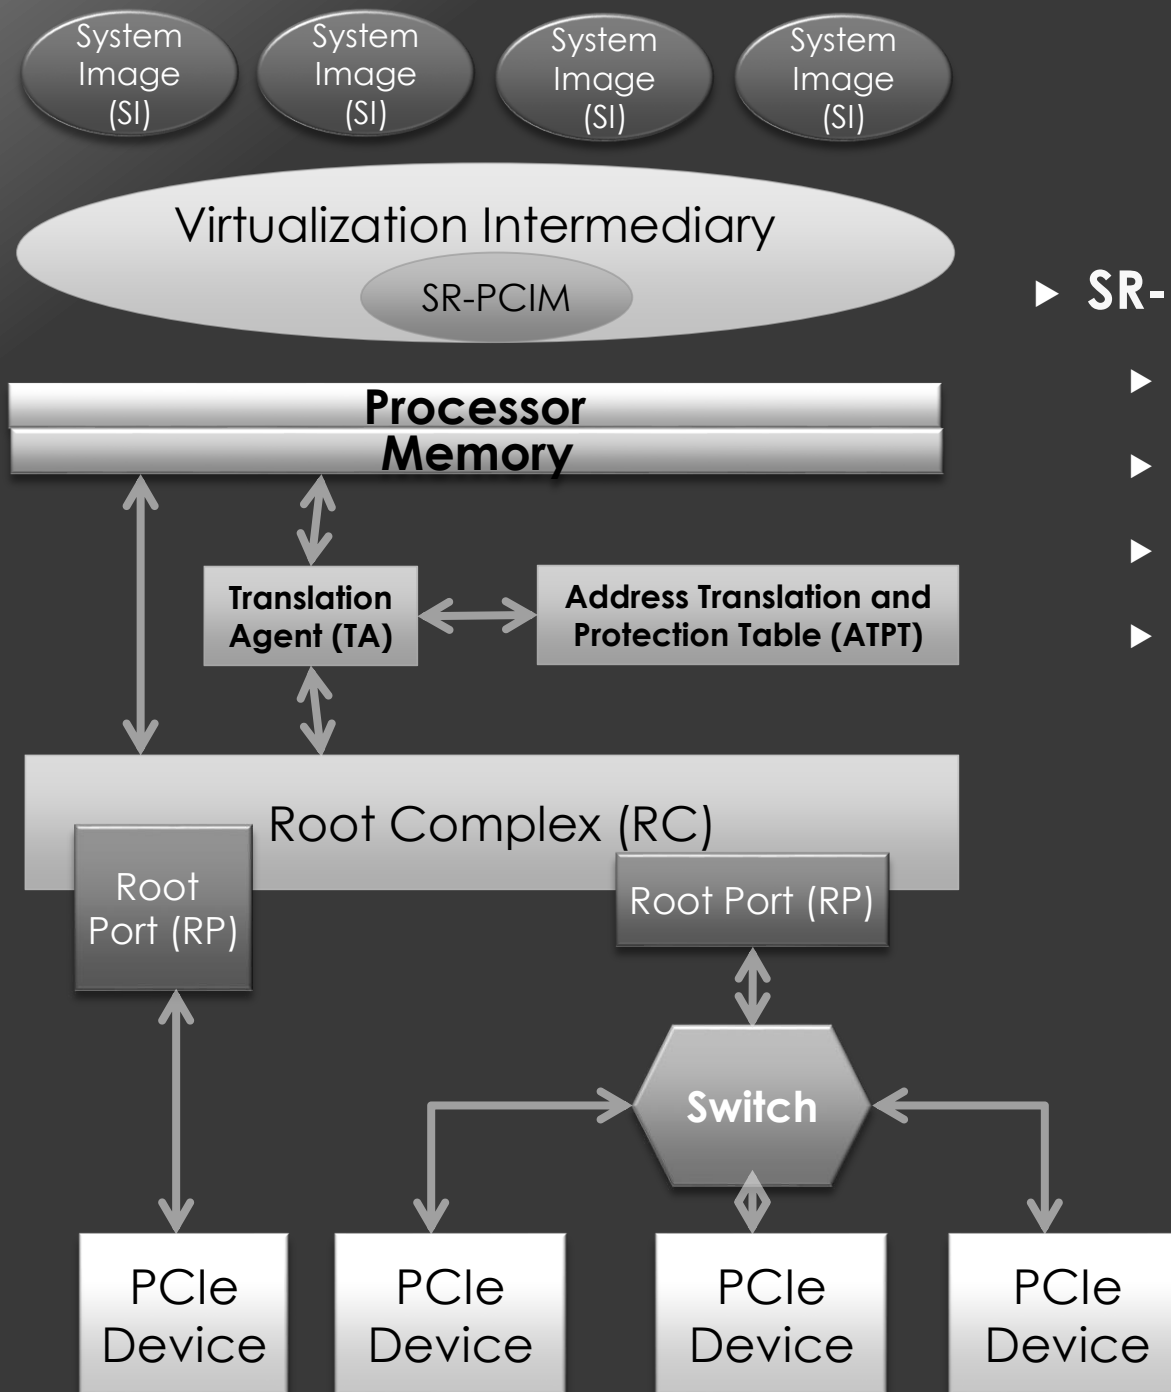 System
Image
(SI)
System
Image
(SI)
System
Image
(SI)
System
Image
(SI)
Virtualization Intermediary
SR-PCIM
SR-
Processor
Memory
Translation
Agent (TA)
Address Translation and
Protection Table (ATPT)
Root Complex (RC)
Root
Port (RP)
Root Port (RP)
Switch
PCIe
Device
PCIe
Device
PCIe
Device
PCIe
Device